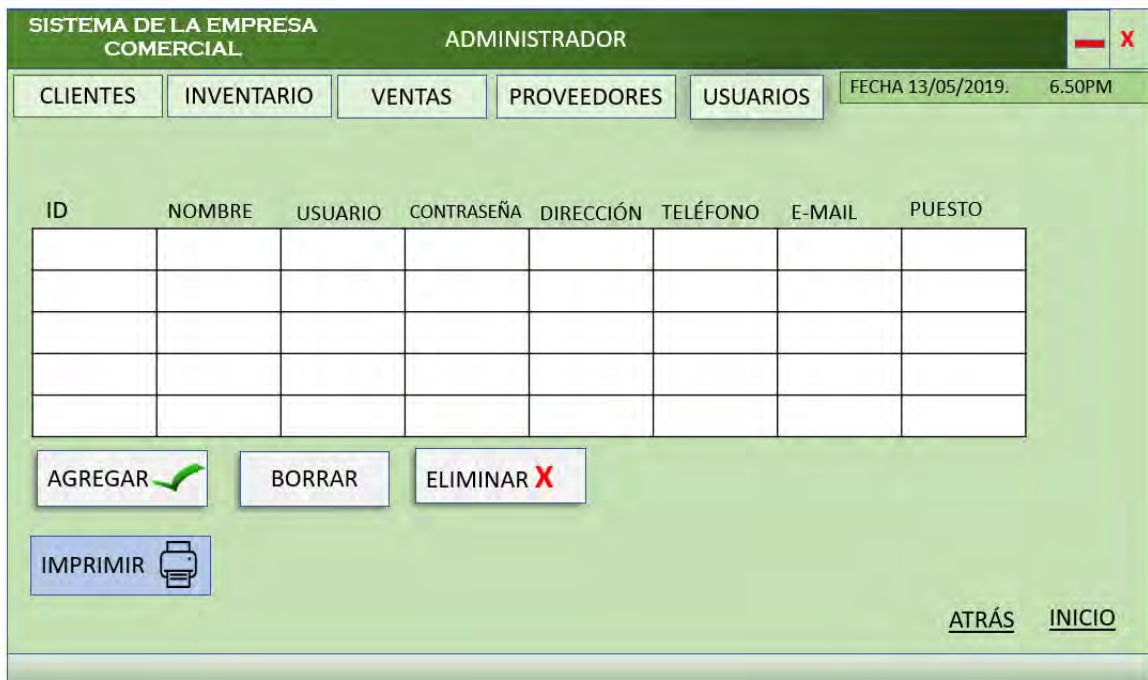 SISTEMA DE LA EMPRESA
COMERCIAL
ADMINISTRADOR
X
CLIENTES
INVENTARIO
VENTAS
PROVEEDORES
USUARIOS
FECHA 13/05/2019. 6.50PM
ID NOMBRE USUARIO CONTRASEÑA DIRECCIÓN TELÉFONO E-MAIL PUESTO
AGREGAR
BORRAR
ELIMINAR X
IMPRIMIR
ATRÁS
INICIO